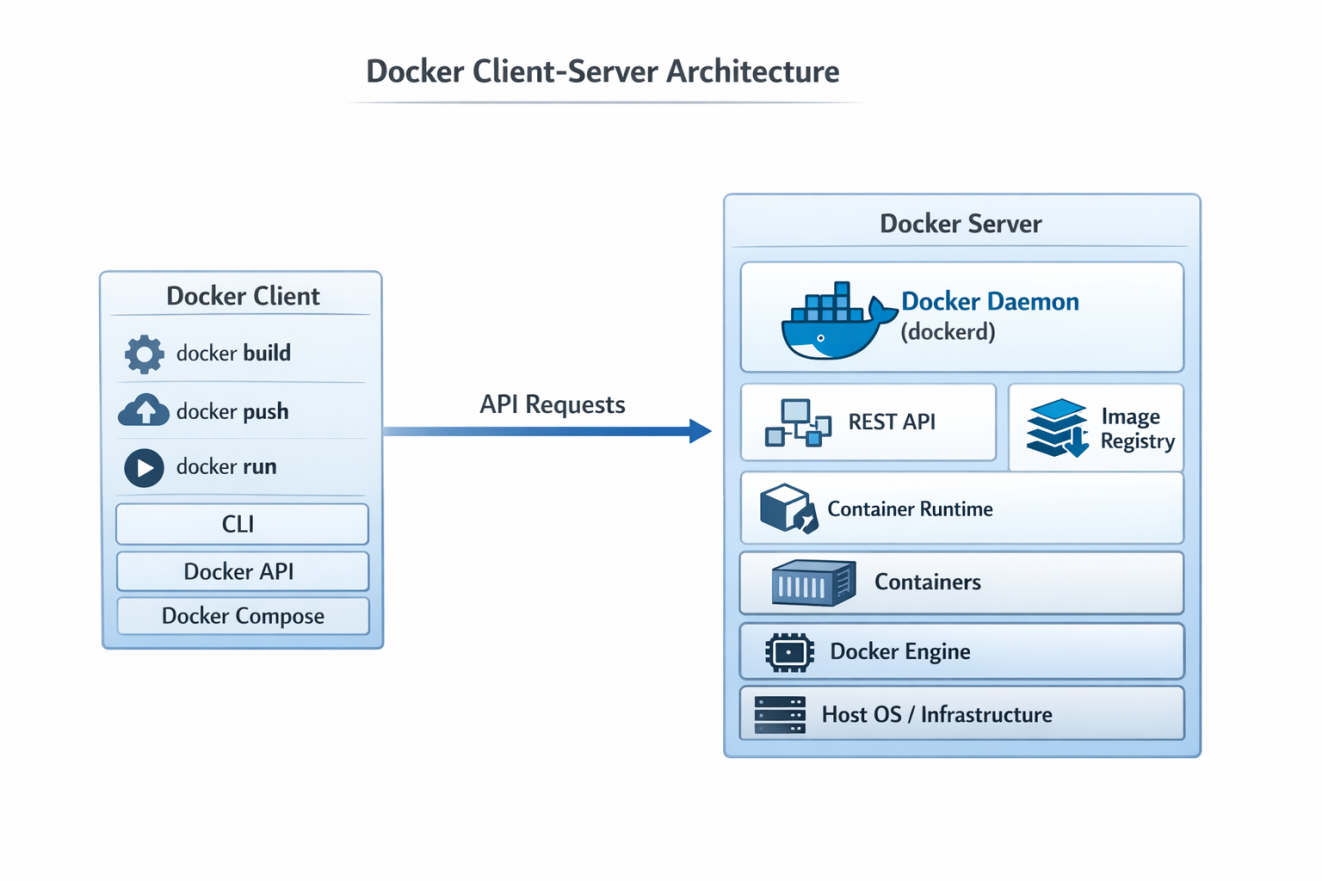 Docker Client-Server Architecture
Docker Client
docker build
docker push
docker run
CLI
Docker API
Docker Compose
API Requests
Docker Server
Docker Daemon
(dockerd)
REST API
Image
Registry
Container Runtime
Containers
Docker Engine
Host OS / Infrastructure